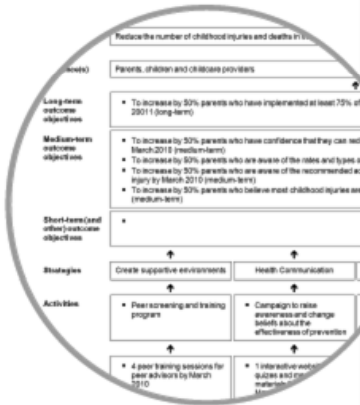 Reduce the number of childhood injuries and deaths in
Parents, children and childcare providers
Long-term
outcome
objectives
▪ To increase by 50% parents who have implemented at least 75% of
20011 (long-term)
Medium-term
outcome
objectives
▪ To increase by 50% parents who have confidence that they can red
March 2010 (medium-term)
▪ To increase by 50% parents who are aware of the rates and types
▪ To increase by 50% parents who are aware of the recommended
injury by March 2010 (medium-term)
▪ To increase by 50% parents who believe most childhood injuries are
(medium-term)
Short-term (and
other) outcome
objectives
Strategies
Create supportive environments
Health Communication
Activities
▪ Peer screening and training
program
▪ Campaign to raise
awareness and change
beliefs about the
effectiveness of prevention
▪ 4 peer training sessions for
peer advisors by March
2010
▪ 1 interactive
quizes and
materials